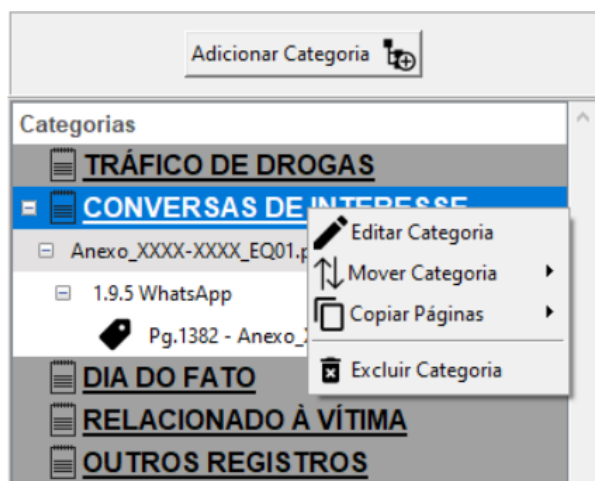 Adicionar Categoria
Categorias
TRÁFICO DE DROGAS
CONVERSAS DE INTERESSE
Editar Categoria
Anexo_XXXX-XXXX_EQ01.p
Mover Categoria
1.9.5 WhatsApp
Copiar Páginas
Pg.1382 - Anexo_
Excluir Categoria
DIA DO FATO
RELACIONADO À VÍTIMA
OUTROS REGISTROS